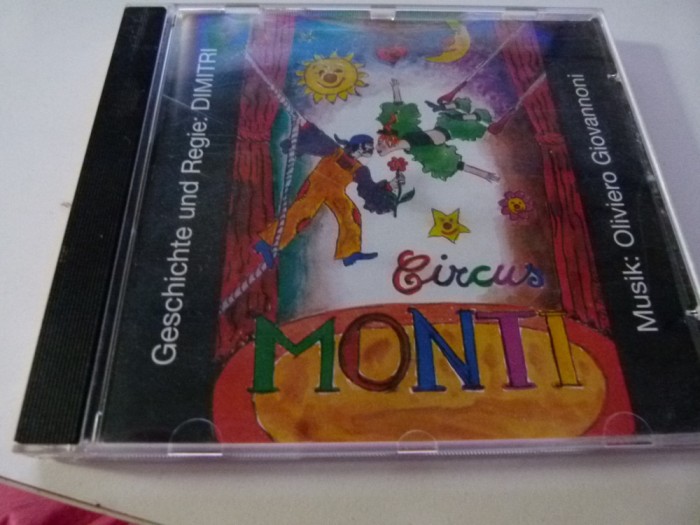 Geschichte und Regie: DIMITRI
Circus
MONTI
Musik: Oliviero Giovannoni